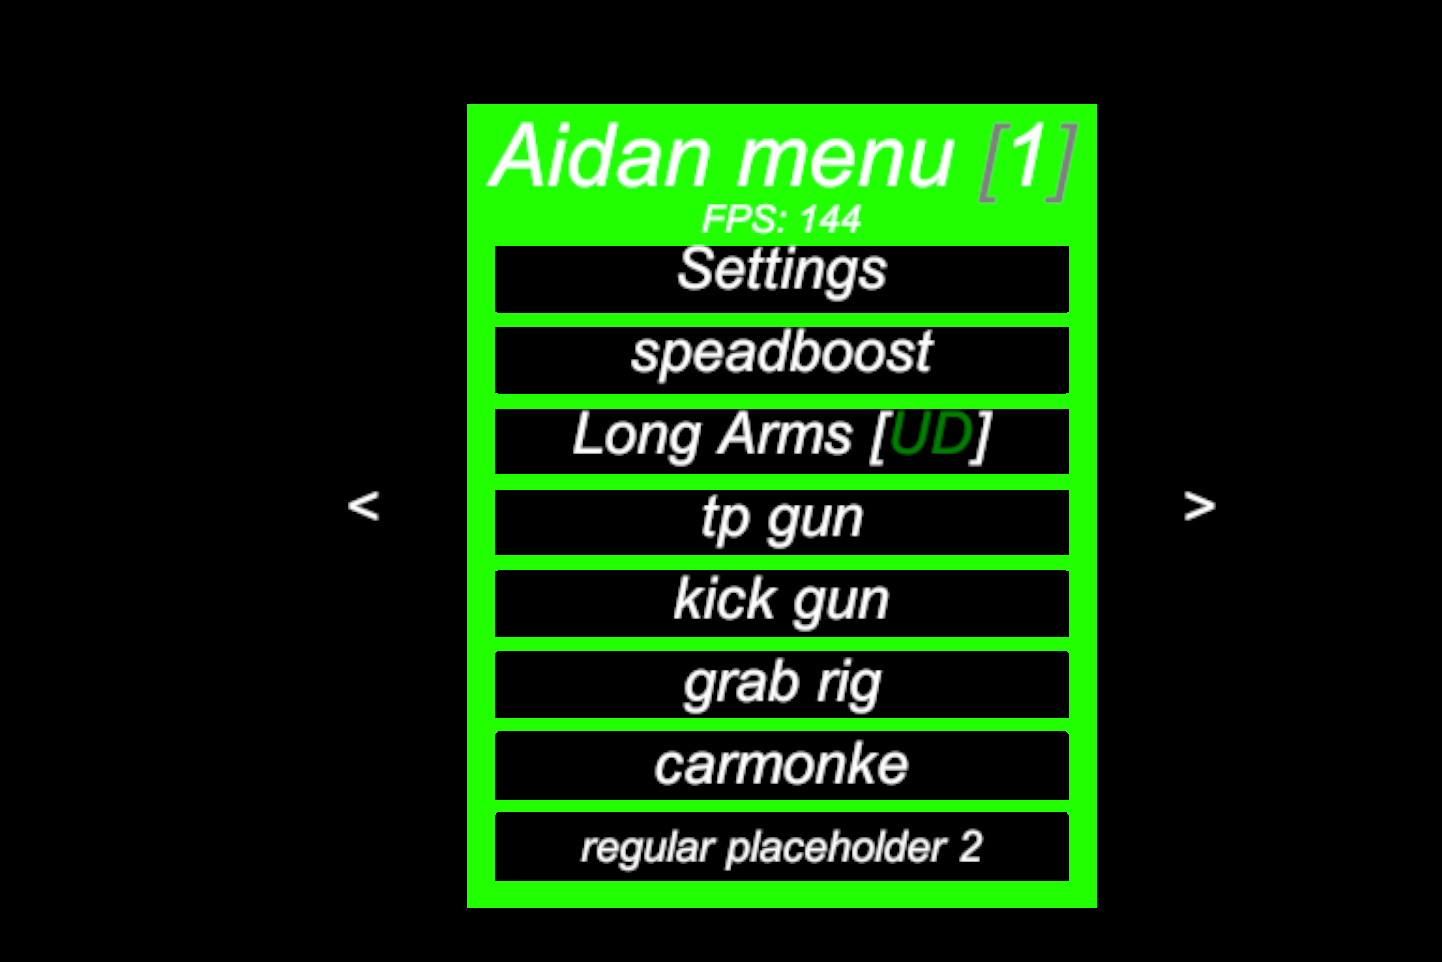 Aidan menu [1]
FPS: 144
Settings
speadboost
Long Arms [UD]
tp gun
<
>
kick gun
grab rig
carmonke
regular placeholder 2